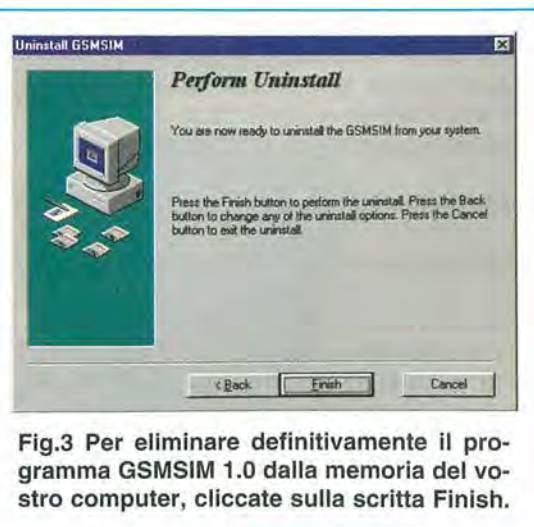 Uninstall GSMSIM
Perform Uninstall
You are now ready to uninstall the GSMSIM from your system.
Press the Finish button to perform the uninstall. Press the Back
button to change any of the uninstall options. Press the Cancel
button to exit the uninstall.
< Back
Finish
Cancel
Fig.3 Per eliminare definitivamente il pro-
gramma GSMSIM 1.0 dalla memoria del vo-
stro computer, cliccate sulla scritta Finish.